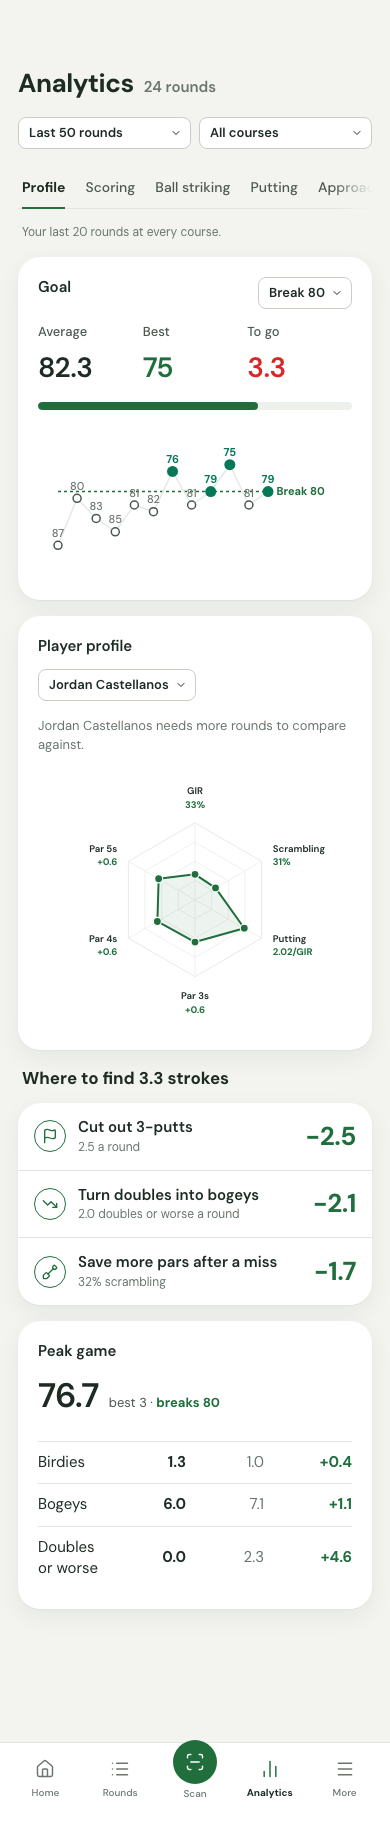 Analytics 24 rounds
Last 50 rounds All courses
Profile Scoring Ball striking Putting Approac
Your last 20 rounds at every course.
Goal Break 80
Average Best To go
82.3 75 3.3
75
76
79 79
80 81 81 81 Break 80
83 82
85
87
Player profile
Jordan Castellanos
Jordan Castellanos needs more rounds to compare
against.
GIR
33%
Par 5s Scrambling
+0.6 31%
Par 4s Putting
+0.6 2.02/GIR
Par 3s
+0.6
Where to find 3.3 strokes
Cut out 3-putts −2.5
2.5 a round
Turn doubles into bogeys −2.1
2.0 doubles or worse a round
Save more pars after a miss −1.7
32% scrambling
Peak game
76.7 best 3 · breaks 80
Birdies 1.3 1.0 +0.4
Bogeys 6.0 7.1 +1.1
Doubles
or worse 0.0 2.3 +4.6
Home Rounds Scan Analytics More